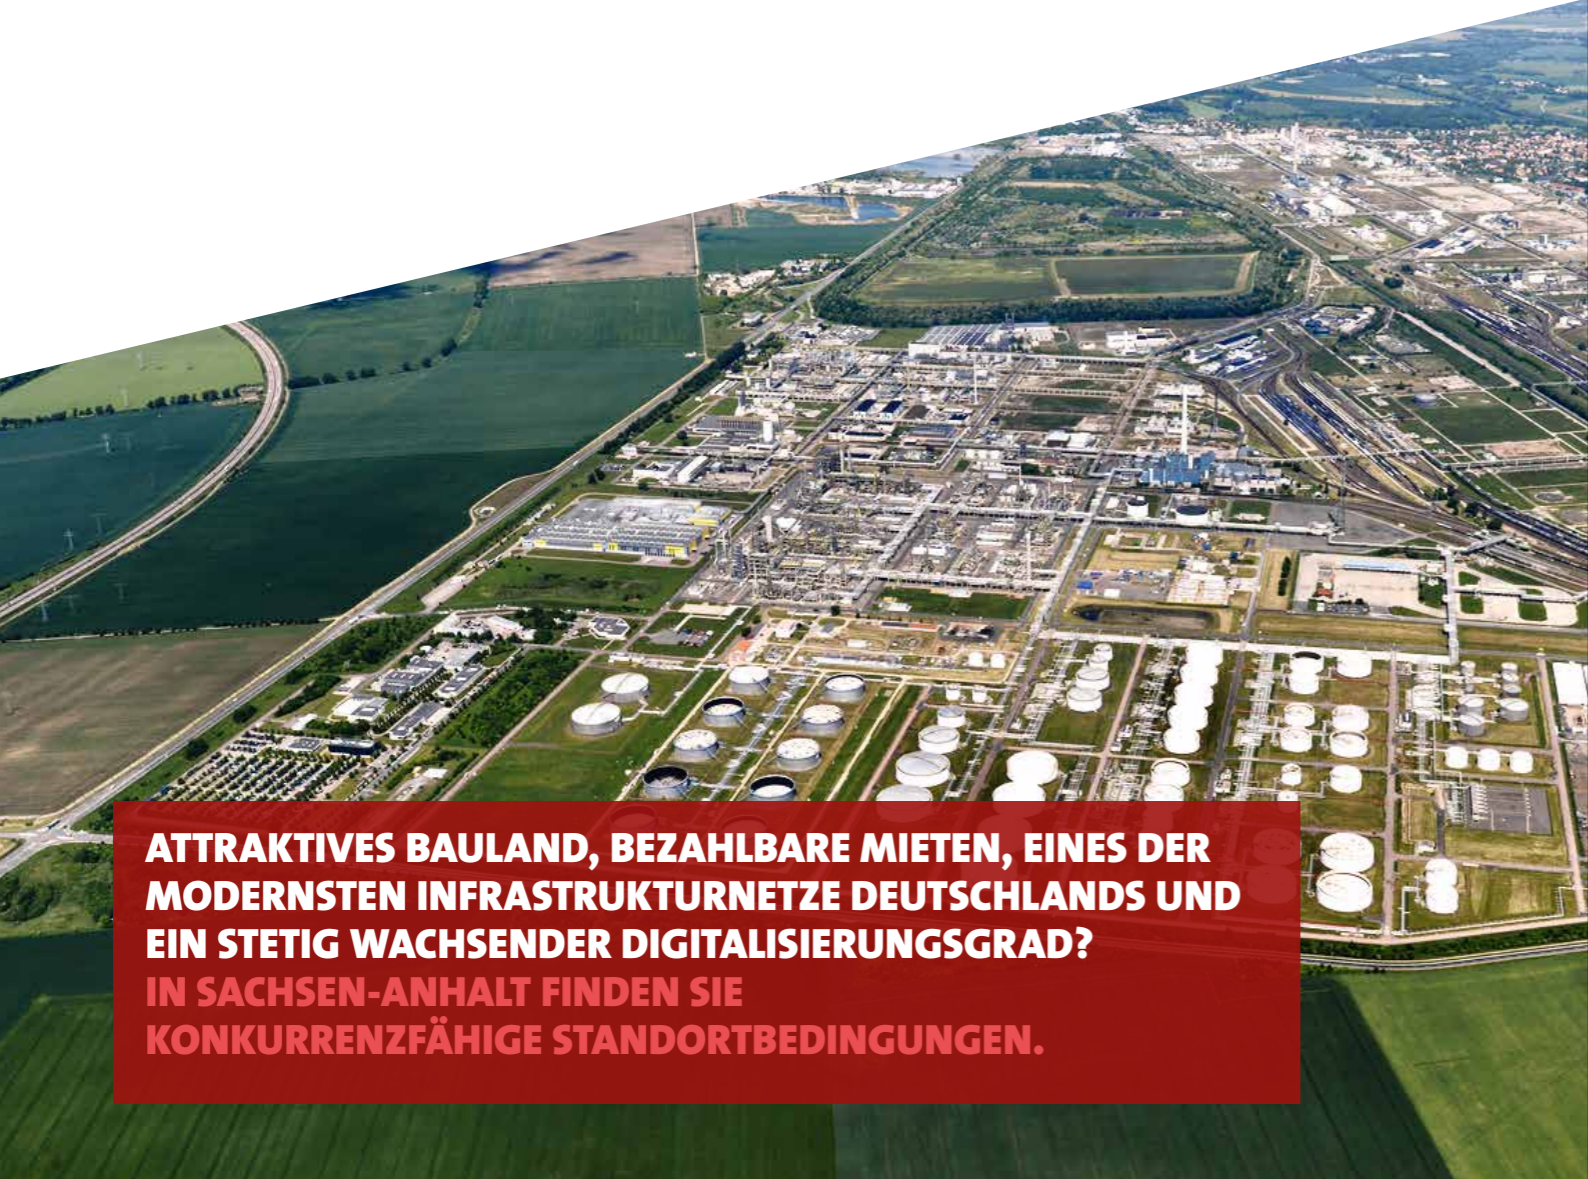 ATTRAKTIVES BAULAND, BEZAHLBARE MIETEN, EINES DER
MODERNSTEN INFRASTRUKTURNETZE DEUTSCHLANDS UND
EIN STETIG WACHSENDER DIGITALISIERUNGSGRAD?
IN SACHSEN-ANHALT FINDEN SIE
KONKURRENZFÄHIGE STANDORTBEDINGUNGEN.